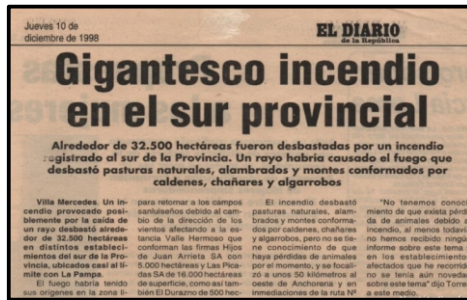 Jueves 10 de
diciembre de 1998
EL DIARIO
de la República
Gigantesco incendio
en el sur provincial
Alrededor de 32.500 hectáreas fueron desbastadas por un incendio
registrado al sur de la Provincia. Un rayo habría causado el fuego que
desbastó pasturas naturales, alambrados y montes conformados por
caldenes, chañares y algarrobos
Villa Mercedes. Un in-
cendio provocado posi-
blemente por la caída de
un rayo desbastó alrede-
dor de 32.500 hectáreas
en distintos estableci-
mientos del sur de la Pro-
vincia, ubicados casi al lí-
mite con La Pampa.
El fuego habría tenido
sus orígenes en la zona li-
para retornar a los campos
sanluiseños debido al cam-
bio de la dirección de los
vientos afectando a la es-
tancia Valle Hermoso que
conforman las firmas Hijos
de Juan Arrieta SA con
5.000 hectáreas y Las Pica-
das SA de 16.000 hectáreas
de superficie, como así tam-
bién El Durazno de 500 hec-
El incendio desbastó
pasturas naturales, alam-
brados y montes conforma-
dos por caldenes, chañares
y algarrobos, pero no se tie-
ne conocimiento de que
haya pérdidas de animales
por el momento, y se focali-
zó a unos 50 kilómetros al
oeste de Anchorena y en
inmediaciones de la ruta Nº
"No tenemos conoci-
miento de que exista pérd
da de animales debido a
incendio, al menos todaví
no hemos recibido ningú
informe sobre este tema
en los establecimiento
afectados que he recorrid
no se tenía aún noveda
sobre este tema" dijo Torre
a este medio.